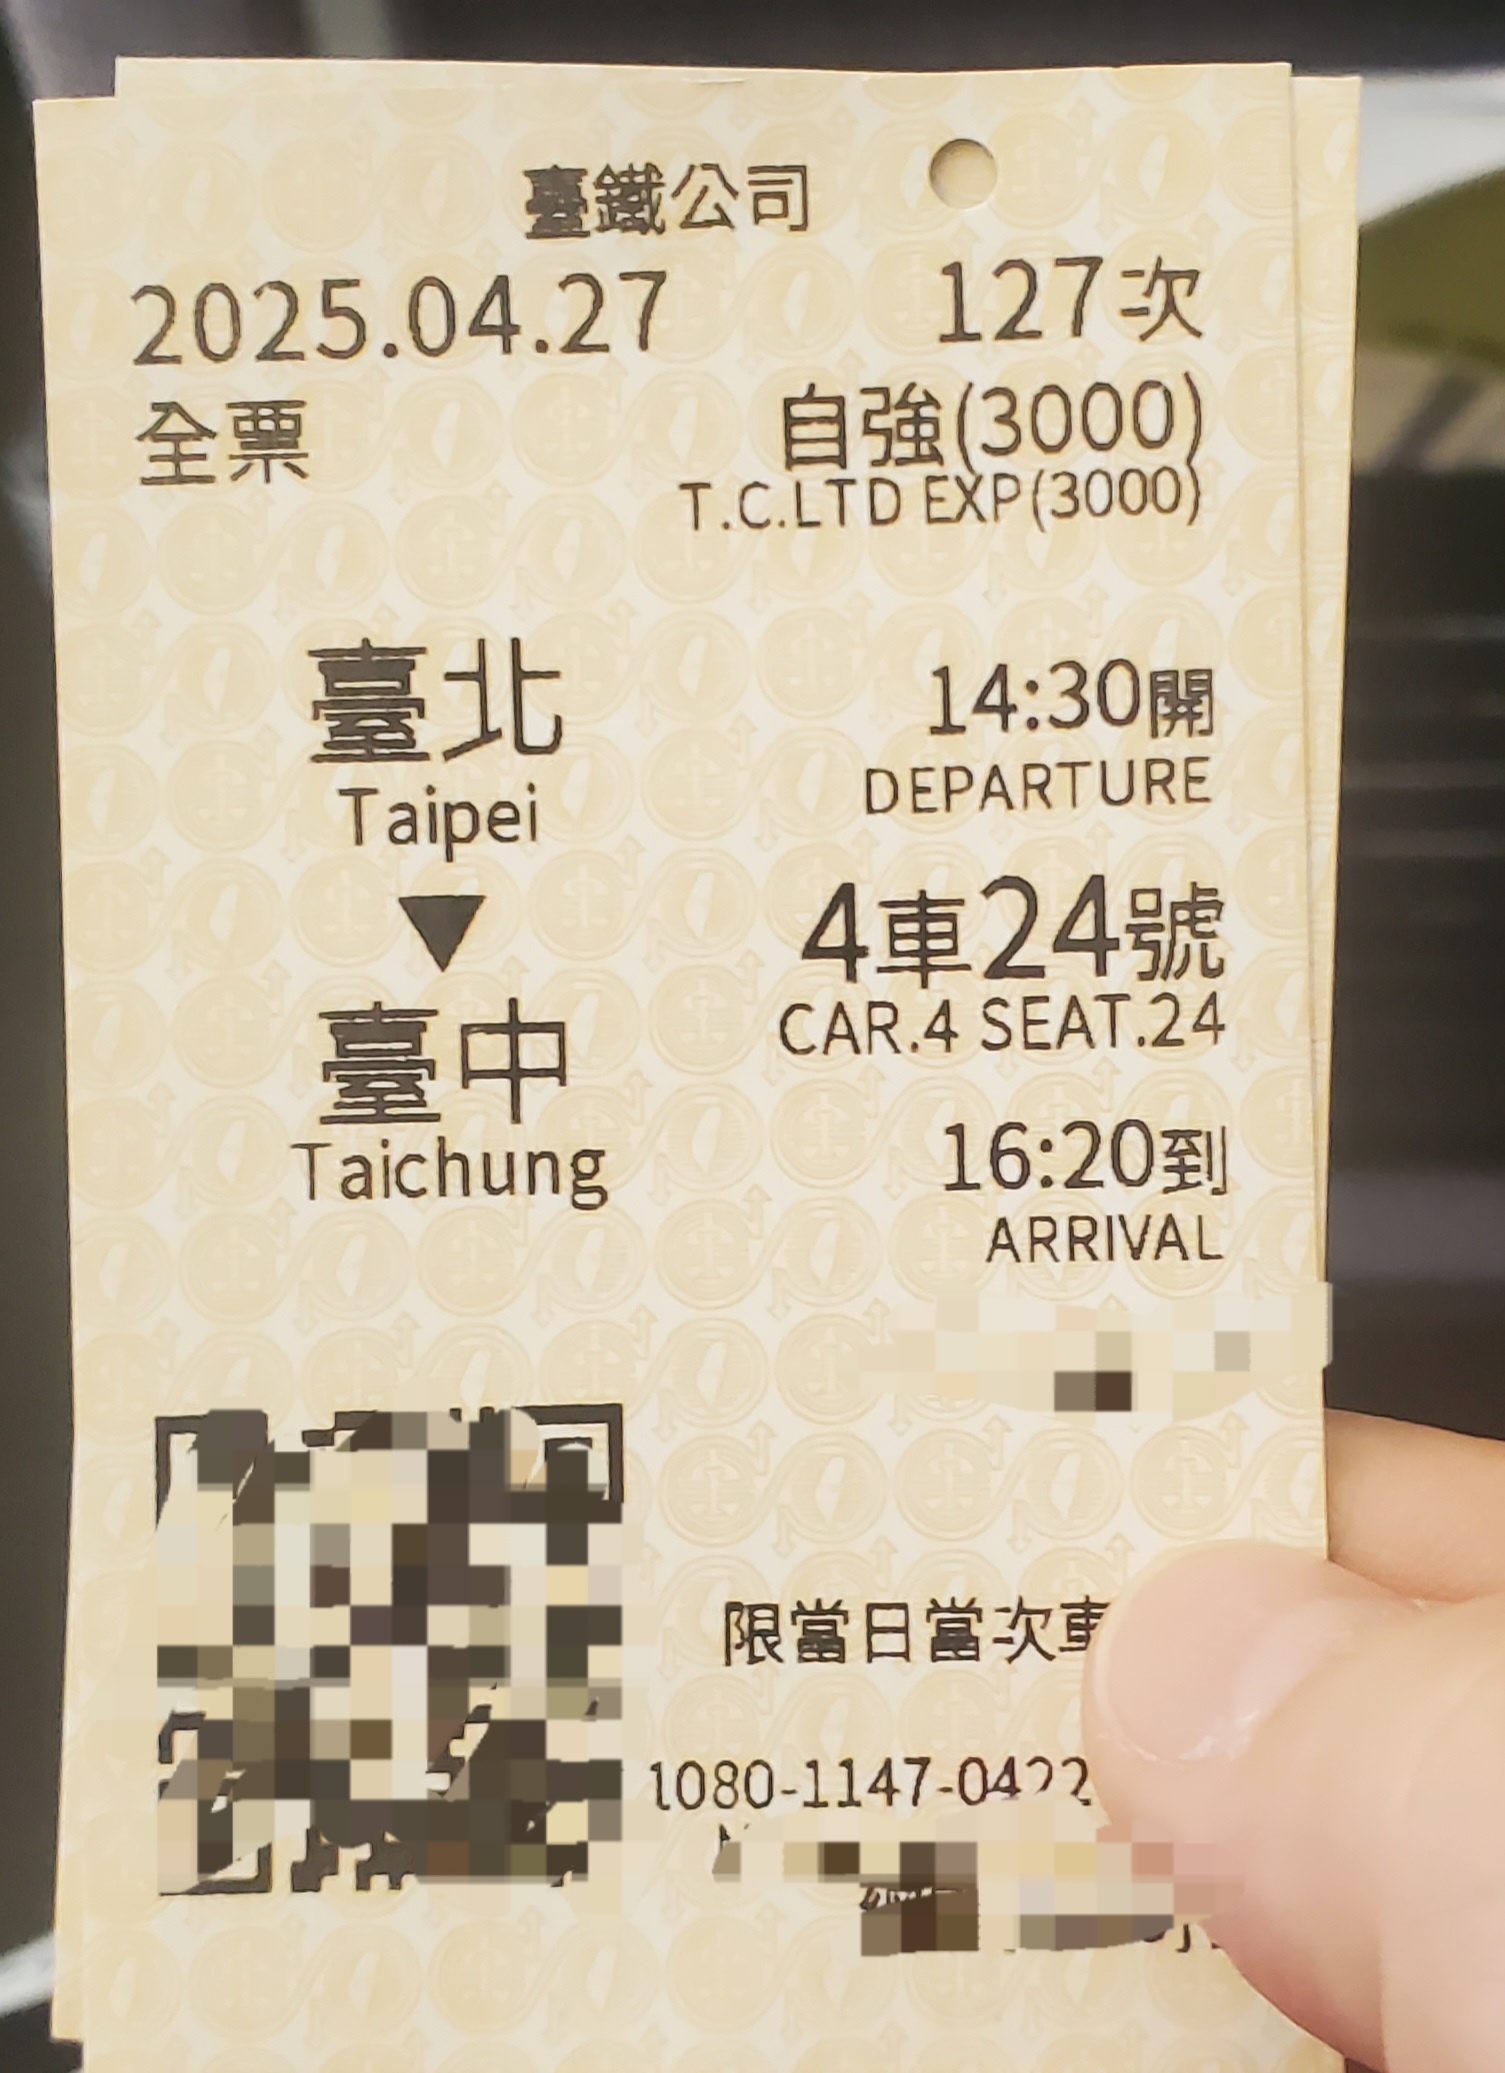 臺鐵公司
2025.04.27 127次
全票 自強(3000)
T.C.LTD EXP(3000)
臺北 14:30開
Taipei DEPARTURE
▼ 4車24號
CAR.4 SEAT.24
臺中 16:20到
Taichung ARRIVAL
限當日當次車
1080-1147-0422